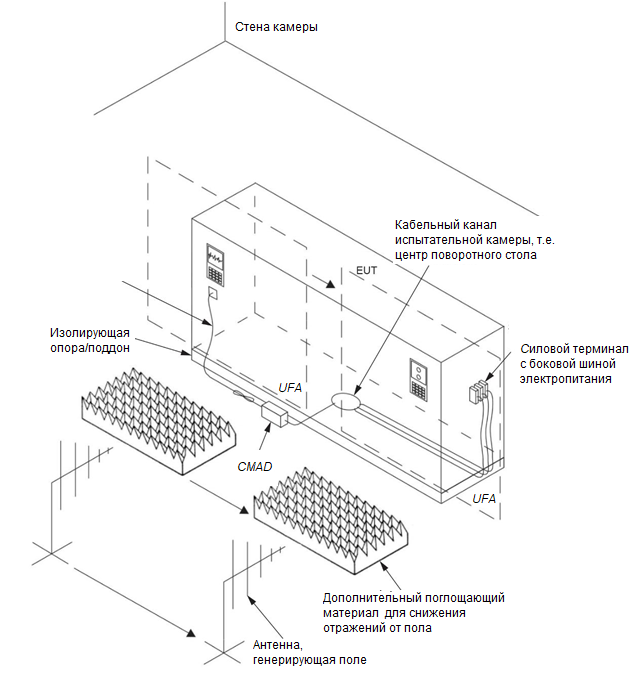 Стена камеры
Кабельный канал
испытательной камеры, т.е.
центр поворотного стола
EUT
Изолирующая
опора/поддон
Силовой терминал
с боковой шиной
электропитания
UFA
CMAD
UFA
Дополнительный поглощающий
материал для снижения
отражений от пола
Антенна,
генерирующая поле